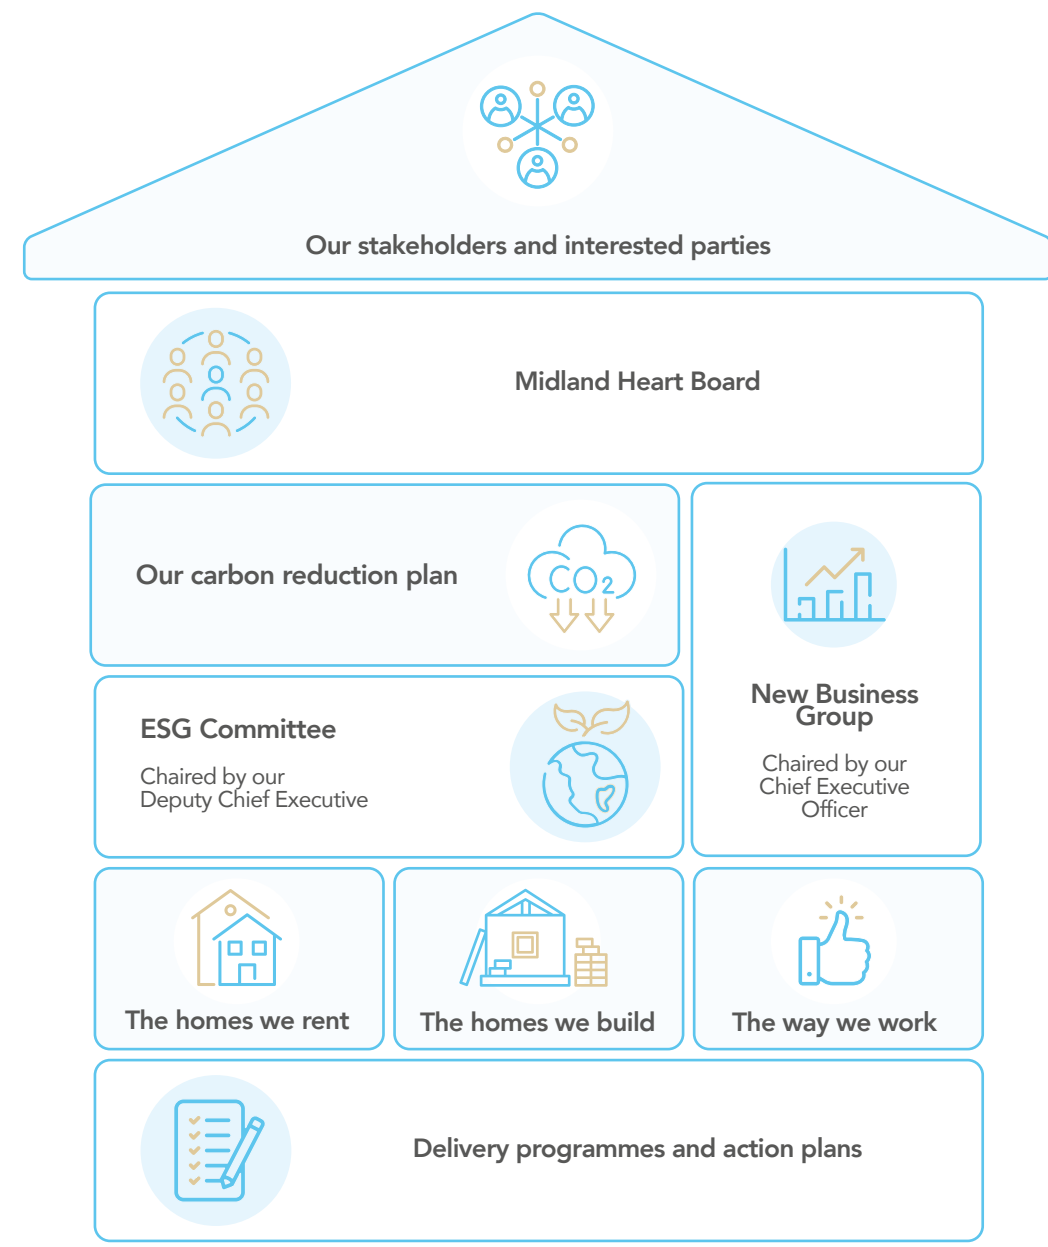 Our stakeholders and interested parties
Midland Heart Board
Our carbon reduction plan
CO2
New Business
Group
Chaired by our
Chief Executive
Officer
ESG Committee
Chaired by our
Deputy Chief Executive
The homes we rent
The homes we build
The way we work
Delivery programmes and action plans